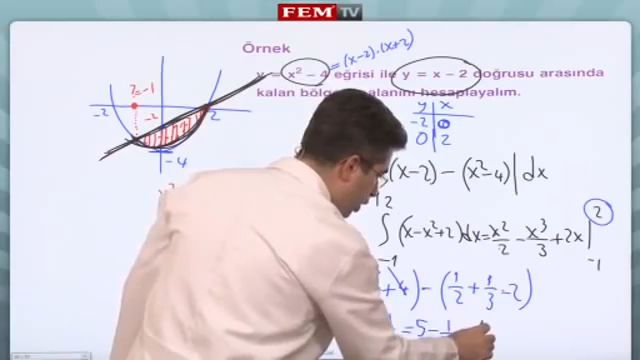 FEM TV
Örnek
= (x-2).(x+2)
y = x² - 4 eğrisi ile y = x - 2 doğrusu arasında
kalan bölgenin alanını hesaplayalım.
? = -1
-2 -2 2
-4
y x
-2 0
0 2
(x-2) - (x²-4) | dx
2
∫ (x-x²+2)dx = x²/2 - x³/3 + 2x | 2 -1
-1
+4) - (1/2 + 1/3 - 2)
= 5 - 1